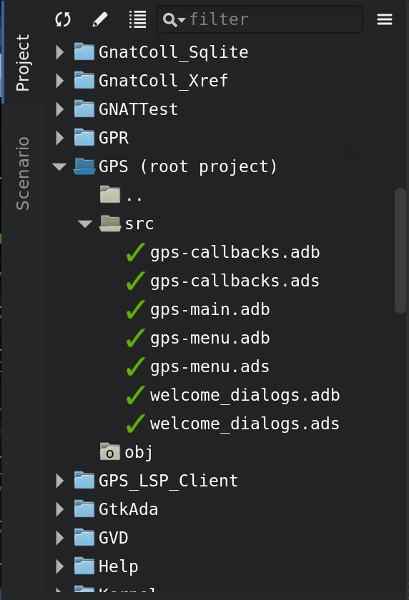 Project
Scenario
filter
GnatColl_Sqlite
GnatColl_Xref
GNATTest
GPR
GPS (root project)
..
src
gps-callbacks.adb
gps-callbacks.ads
gps-main.adb
gps-menu.adb
gps-menu.ads
welcome_dialogs.adb
welcome_dialogs.ads
o obj
GPS_LSP_Client
GtkAda
GVD
Help